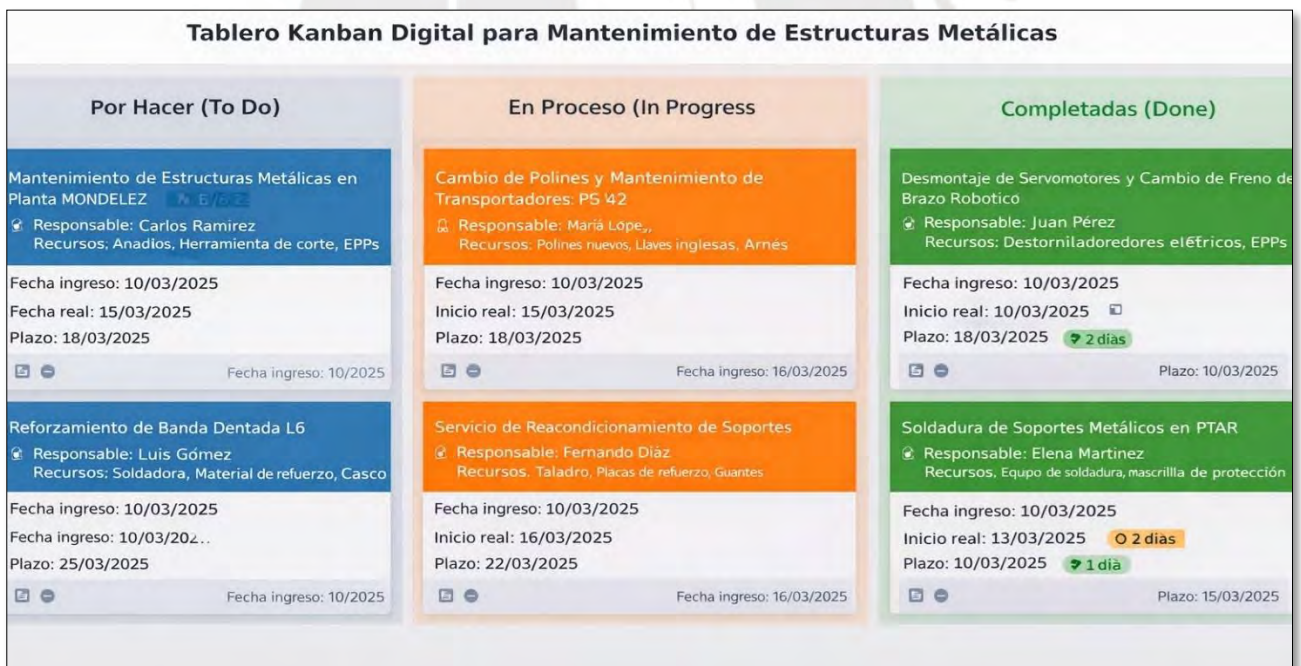 Tablero Kanban Digital para Mantenimiento de Estructuras Metálicas
Por Hacer (To Do)
Mantenimiento de Estructuras Metálicas en
Planta MONDELEZ
Responsable: Carlos Ramirez
Recursos; Anadios, Herramienta de corte, EPPs
Fecha ingreso: 10/03/2025
Fecha real: 15/03/2025
Plazo: 18/03/2025
Fecha ingreso: 10/2025
Reforzamiento de Banda Dentada L6
Responsable: Luis Gómez
Recursos: Soldadora, Material de refuerzo, Casco
Fecha ingreso: 10/03/2025
Fecha ingreso:
Plazo: 25/03/2025
Fecha ingreso: 10/2025
En Proceso (In Progress
Cambio de Polines y Mantenimiento de
Transportadores: PS '42
Responsable: Mariá Lope,,
Recursos: Polines nuevos, Llaves inglesas, Arnés
Fecha ingreso: 10/03/2025
Inicio real: 15/03/2025
Plazo: 18/03/2025
Fecha ingreso: 16/03/2025
Servicio de Reacondicionamiento de Soportes
Responsable: Fernando Diáz
Recursos. Taladro, Placas de refuerzo, Guantes
Fecha ingreso: 10/03/2025
Inicio real: 16/03/2025
Plazo: 22/03/2025
Fecha ingreso: 16/03/2025
Completadas (Done)
Desmontaje de Servomotores y Cambio de Freno de
Brazo Robotico
Responsable: Juan Pérez
Recursos: Destorniladoredores, EPPs
Fecha ingreso: 10/03/2025
Inicio real: 10/03/2025
Plazo: 18/03/2025 2 dias
Plazo: 10/03/2025
Soldadura de Soportes Metálicos en PTAR
Responsable: Elena Martinez
Recursos, Equpo de soldadura, mascrillla de protección
Fecha ingreso: 10/03/2025
Inicio real: 13/03/2025 2 dias
Plazo: 10/03/2025 1 dià
Plazo: 15/03/2025